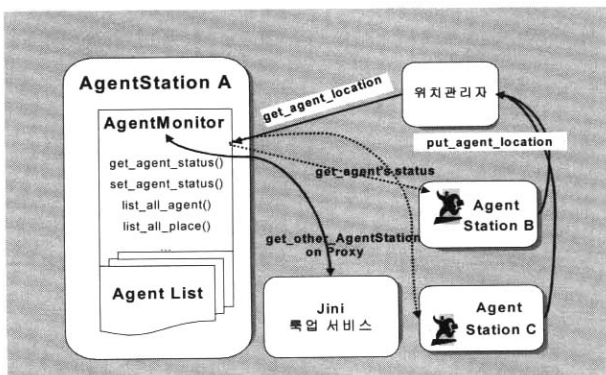 AgentStation A
AgentMonitor
get_agent_status()
set_agent_status()
list_all_agent()
list_all_place()
...
Agent List
get_agent_location
위치관리자
put_agent_location
get_agent's status
Agent
Station B
get_other_AgentStation
on Proxy
Jini
룩업 서비스
Agent
Station C